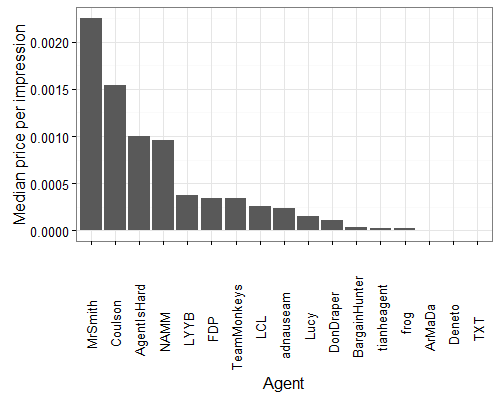 Median price per impression
0.0020
0.0015
0.0010
0.0005
0.0000
MrSmith
Coulson
AgentIsHard
NAMM
LYYB
FDP
TeamMonkeys
LCL
adnauseam
Lucy
DonDraper
BargainHunter
tianheagent
frog
ArMaDa
Deneto
TXT
Agent